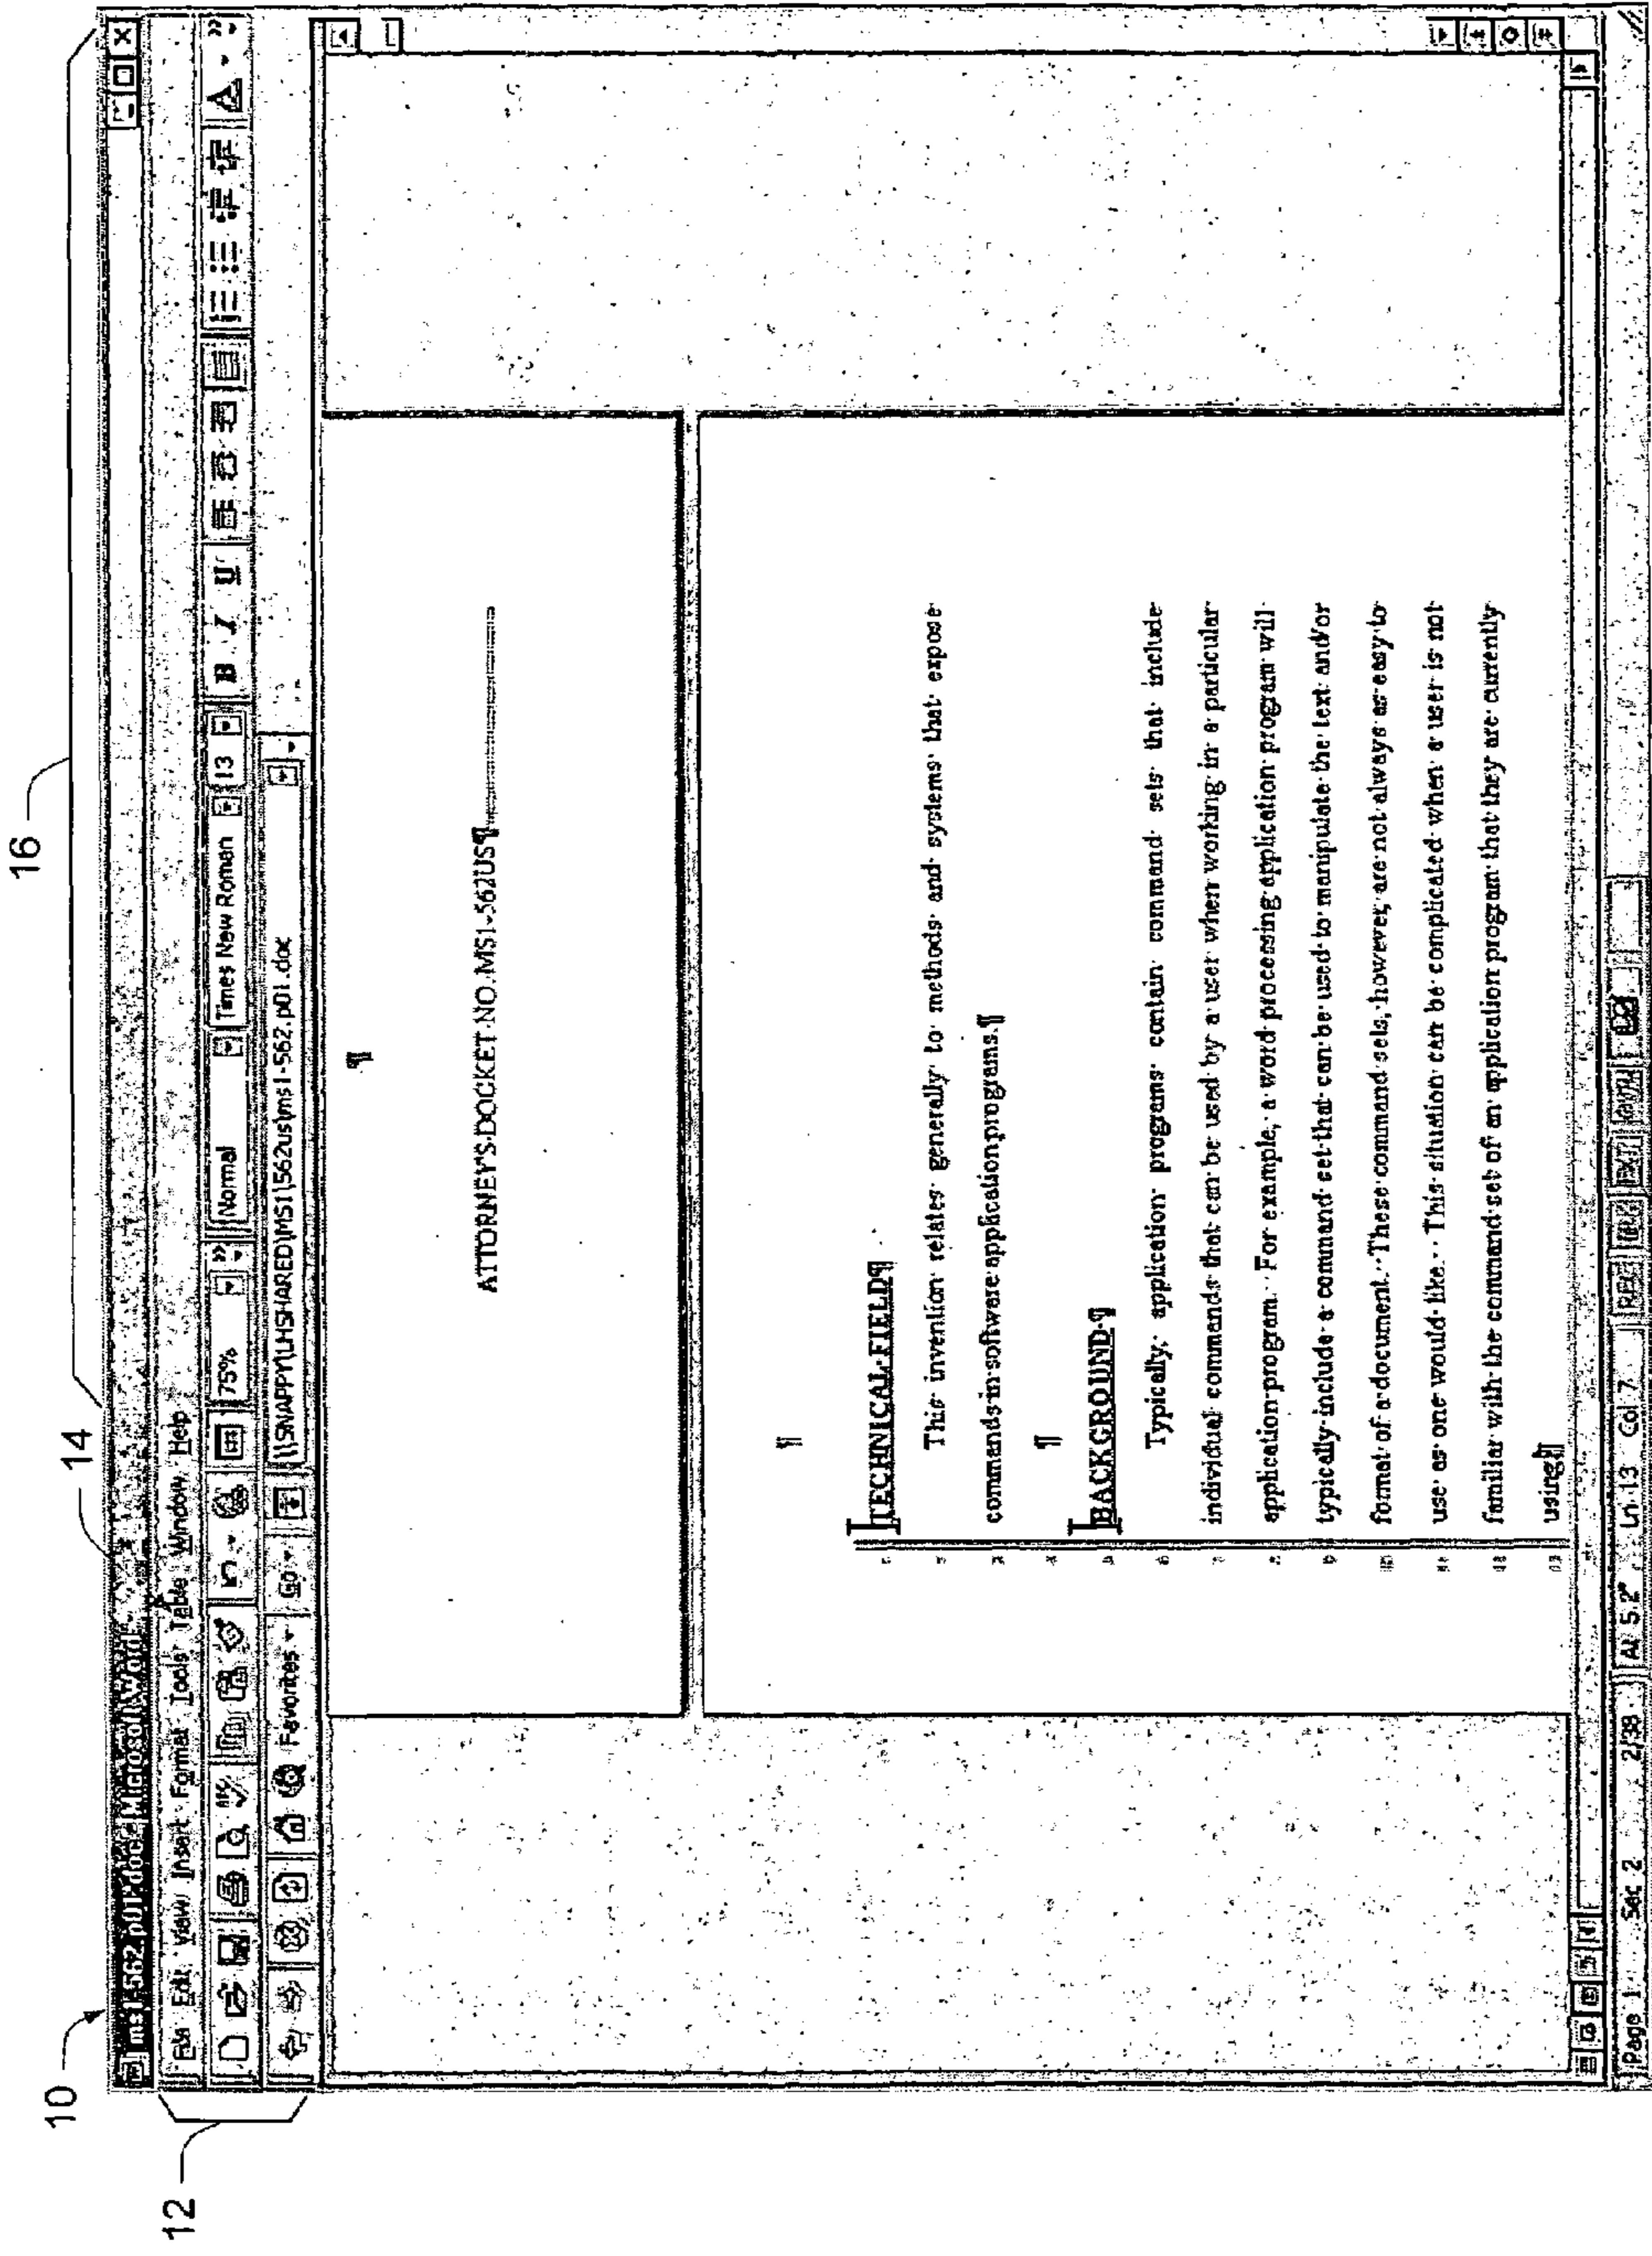 16
14
10
12
ms1-562.p01.doc - Microsoft Word
File Edit View Insert Format Tools Table Window Help
75% Normal Times New Roman 13 B I U
Favorites Go \\SNAPPY\LHSHARED\MS1\562us\ms1-562.p01.doc
¶
ATTORNEY'S·DOCKET·NO.·MS1-562US¶
¶
TECHNICAL·FIELD¶
This· invention· relates· generally· to· methods· and· systems· that· expose·
commands·in·software·application·programs.¶
¶
BACKGROUND·¶
Typically,· application· programs· contain· command· sets· that· include·
individual·commands·that·can·be·used·by·a·user·when·working·in·a·particular·
application·program.··For·example,·a·word·processing·application·program·will·
typically·include·a·command·set·that·can·be·used·to·manipulate·the·text·and/or·
format·of·a·document.··These·command·sets,·however,·are·not·always·as·easy·to·
use·as·one·would·like.··This·situation·can·be·complicated·when·a·user·is·not·
familiar·with·the·command·set·of·an·application·program·that·they·are·currently·
using.¶
Page 1 Sec 2 2/38 At 5.2" Ln 13 Col 7 REC TRK EXT OVR